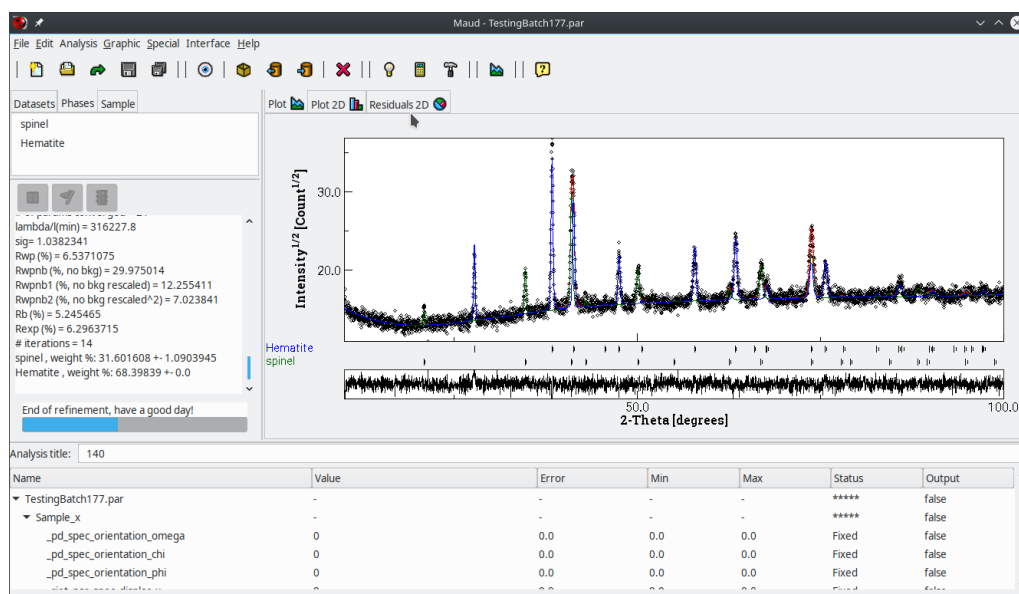 Maud - TestingBatch177.par
File Edit Analysis Graphic Special Interface Help
Datasets Phases Sample
spinel
Hematite
lambda/l(min) = 316227.8
sig= 1.0382341
Rwp (%) = 6.5371075
Rwpnb (%, no bkg) = 29.975014
Rwpnb1 (%, no bkg rescaled) = 12.255411
Rwpnb2 (%, no bkg rescaled^2) = 7.023841
Rb (%) = 5.245465
Rexp (%) = 6.2963715
# iterations = 14
spinel , weight %: 31.601608 +- 1.0903945
Hematite , weight %: 68.39839 +- 0.0
End of refinement, have a good day!
Plot Plot 2D Residuals 2D
Intensity1/2 [Count1/2]
30.0
20.0
Hematite
spinel
50.0 100.0
2-Theta [degrees]
Analysis title: 140
Name Value Error Min Max Status Output
TestingBatch177.par - - - - ***** false
Sample_x - - - - ***** false
_pd_spec_orientation_omega 0 0.0 0.0 0.0 Fixed false
_pd_spec_orientation_chi 0 0.0 0.0 0.0 Fixed false
_pd_spec_orientation_phi 0 0.0 0.0 0.0 Fixed false